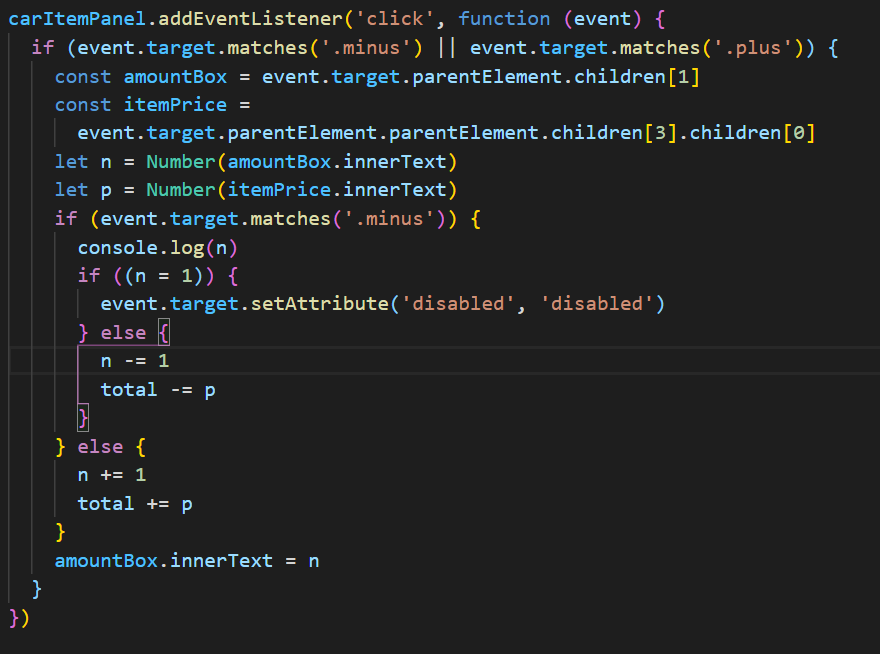 carItemPanel.addEventListener('click', function (event) {
  if (event.target.matches('.minus') || event.target.matches('.plus')) {
    const amountBox = event.target.parentElement.children[1]
    const itemPrice =
      event.target.parentElement.parentElement.children[3].children[0]
    let n = Number(amountBox.innerText)
    let p = Number(itemPrice.innerText)
    if (event.target.matches('.minus')) {
      console.log(n)
      if ((n = 1)) {
        event.target.setAttribute('disabled', 'disabled')
      } else {
        n -= 1
        total -= p
      }
    } else {
      n += 1
      total += p
    }
    amountBox.innerText = n
  }
})